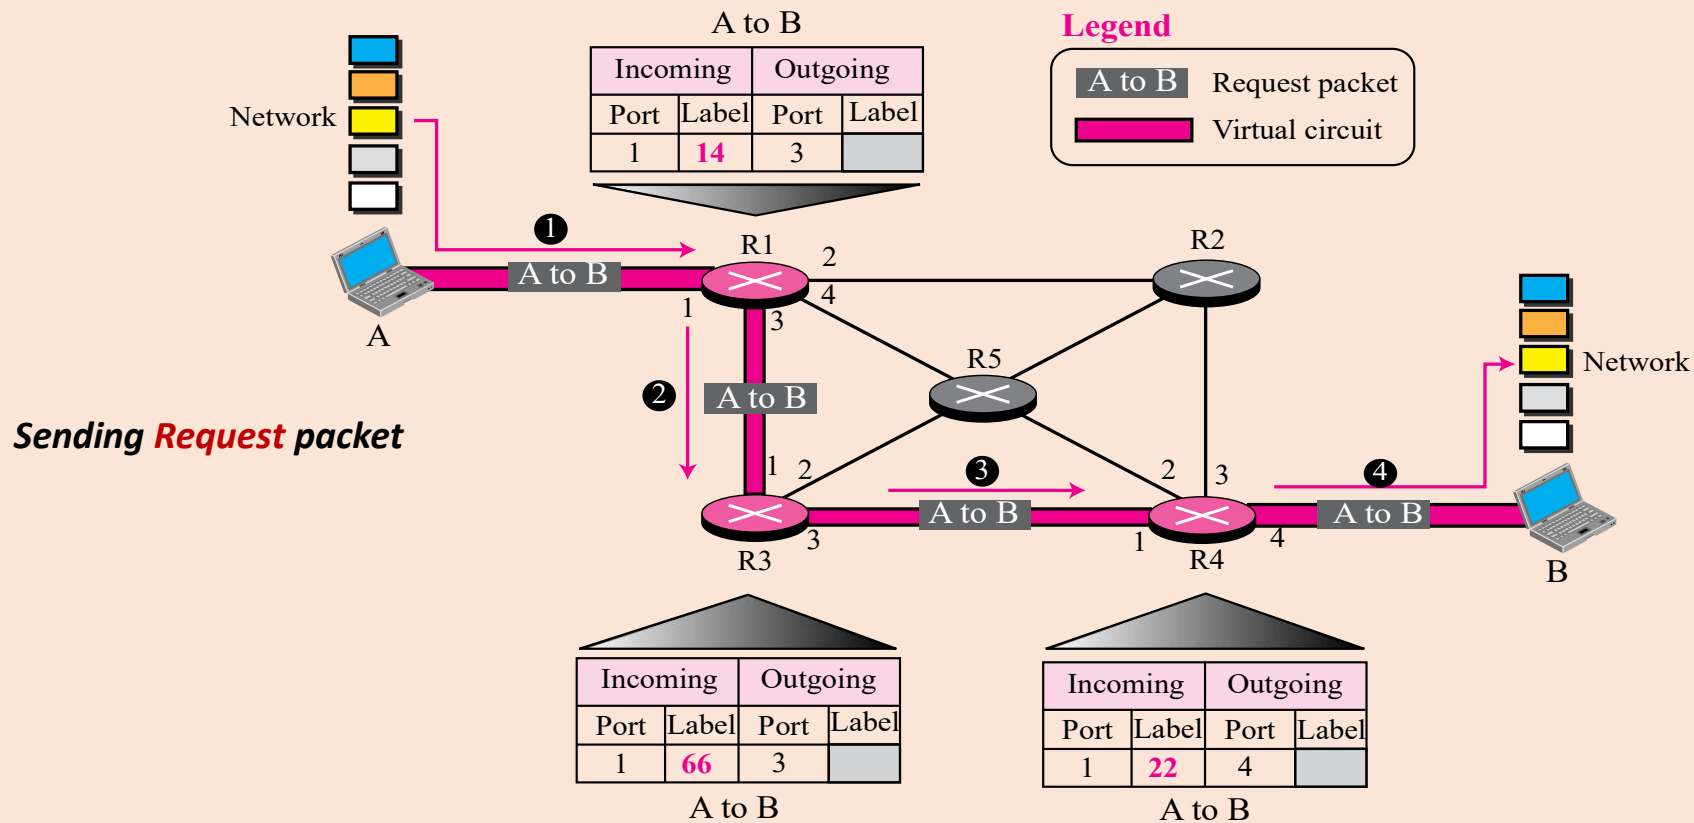 A to B
Legend
Incoming Outgoing
Port Label Port Label
1 14 3
A to B Request packet
Virtual circuit
Network
1
R1
2
R2
A to B
4
1
3
A
R5
Network
2
A to B
Sending Request packet
1
2
3
2
3
4
A to B
A to B
3
1
4
R3
R4
B
Incoming Outgoing
Port Label Port Label
1 66 3
A to B
Incoming Outgoing
Port Label Port Label
1 22 4
A to B